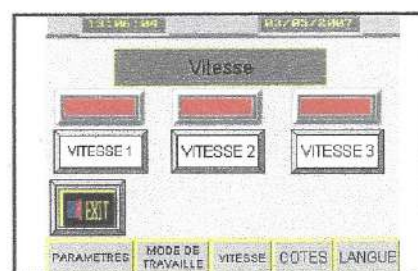 13:06:04 03/05/2007
Vitesse
VITESSE 1 VITESSE 2 VITESSE 3
EXIT
PARAMETRES MODE DE TRAVAILLE VITESSE COTES LANGUE